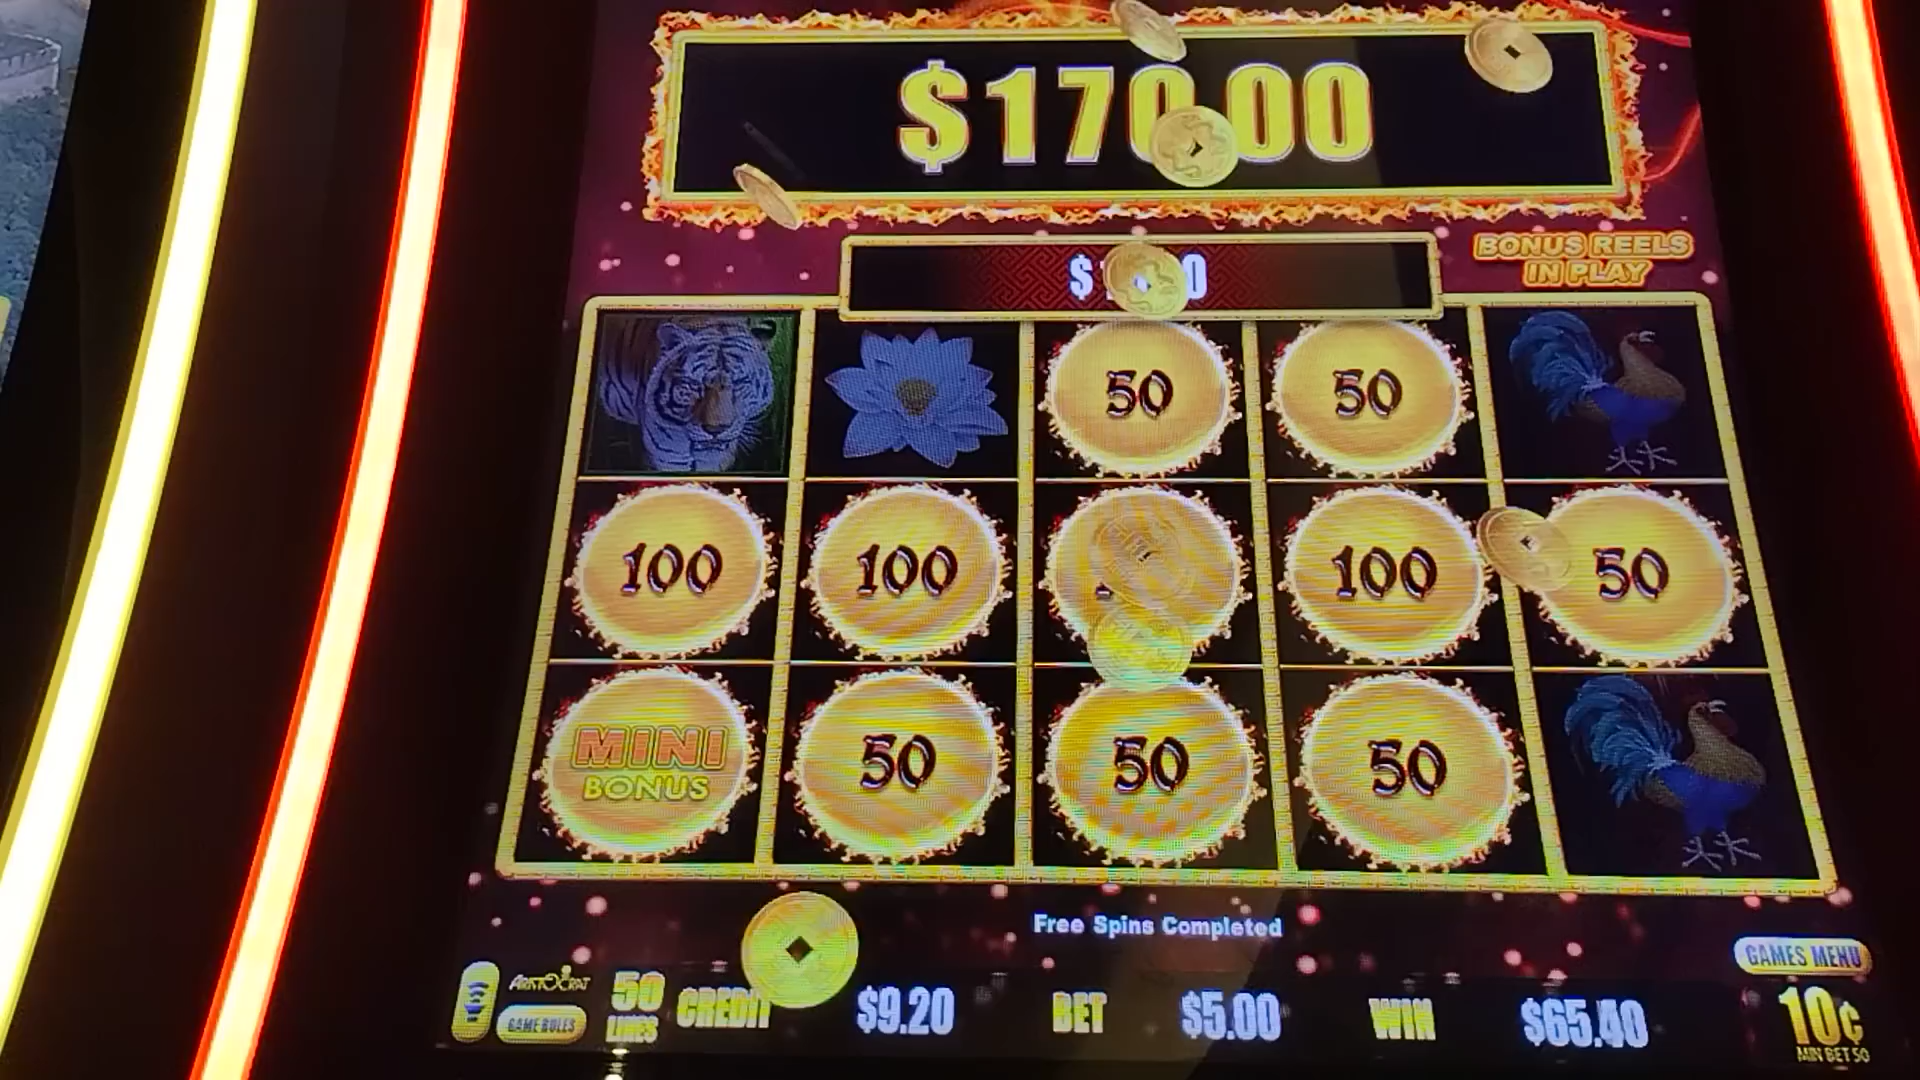 $170.00
BONUS REELS
IN PLAY
50 50
100 100 100 50
MINI
BONUS
50 50 50
Free Spins Completed
GAMES MENU
ARISTOCRAT
GAME RULES
50
LINES
CREDIT $9.20 BET $5.00 WIN $65.40
10¢
MIN BET 50